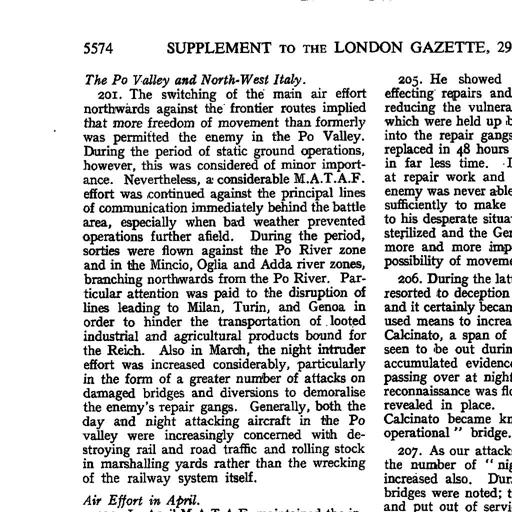 5574 SUPPLEMENT TO THE LONDON GAZETTE, 29
The Po Valley and North-West Italy.
201. The switching of the main air effort
northwards against the frontier routes implied
that more freedom of movement than formerly
was permitted the enemy in the Po Valley.
During the period of static ground operations,
however, this was considered of minor import-
ance. Nevertheless, a considerable M.A.T.A.F.
effort was continued against the principal lines
of communication immediately behind the battle
area, especially when bad weather prevented
operations further afield. During the period,
sorties were flown against the Po River zone
and in the Mincio, Oglia and Adda river zones,
branching northwards from the Po River. Par-
ticular attention was paid to the disruption of
lines leading to Milan, Turin, and Genoa in
order to hinder the transportation of looted
industrial and agricultural products bound for
the Reich. Also in March, the night intruder
effort was increased considerably, particularly
in the form of a greater number of attacks on
damaged bridges and diversions to demoralise
the enemy's repair gangs. Generally, both the
day and night attacking aircraft in the Po
valley were increasingly concerned with de-
stroying rail and road traffic and rolling stock
in marshalling yards rather than the wrecking
of the railway system itself.
Air Effort in April.
205. He showed
effecting repairs and
reducing the vulnera
which were held up b
into the repair gangs
replaced in 48 hours
in far less time. I
at repair work and
enemy was never able
sufficiently to make
to his desperate situa
sterilized and the Ger
more and more imp
possibility of moveme
206. During the lat
resorted to deception
and it certainly becam
used means to increa
Calcinato, a span of
seen to be out durin
accumulated evidence
passing over at night
reconnaissance was flo
revealed in place.
Calcinato became kn
operational " bridge.
207. As our attack
the number of " nig
increased also. Dur
bridges were noted; t
and put out of servi